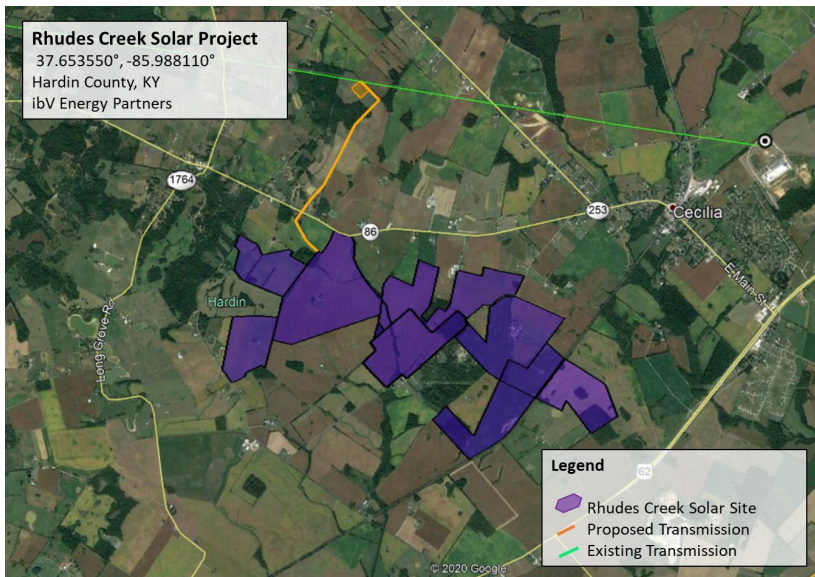 Rhudes Creek Solar Project
37.653550°, -85.988110°
Hardin County, KY
ibV Energy Partners
1764
253
Cecilia
86
E Main St
Hardin
Long Grove Rd
Legend
62
Rhudes Creek Solar Site
Proposed Transmission
Existing Transmission
© 2020 Google